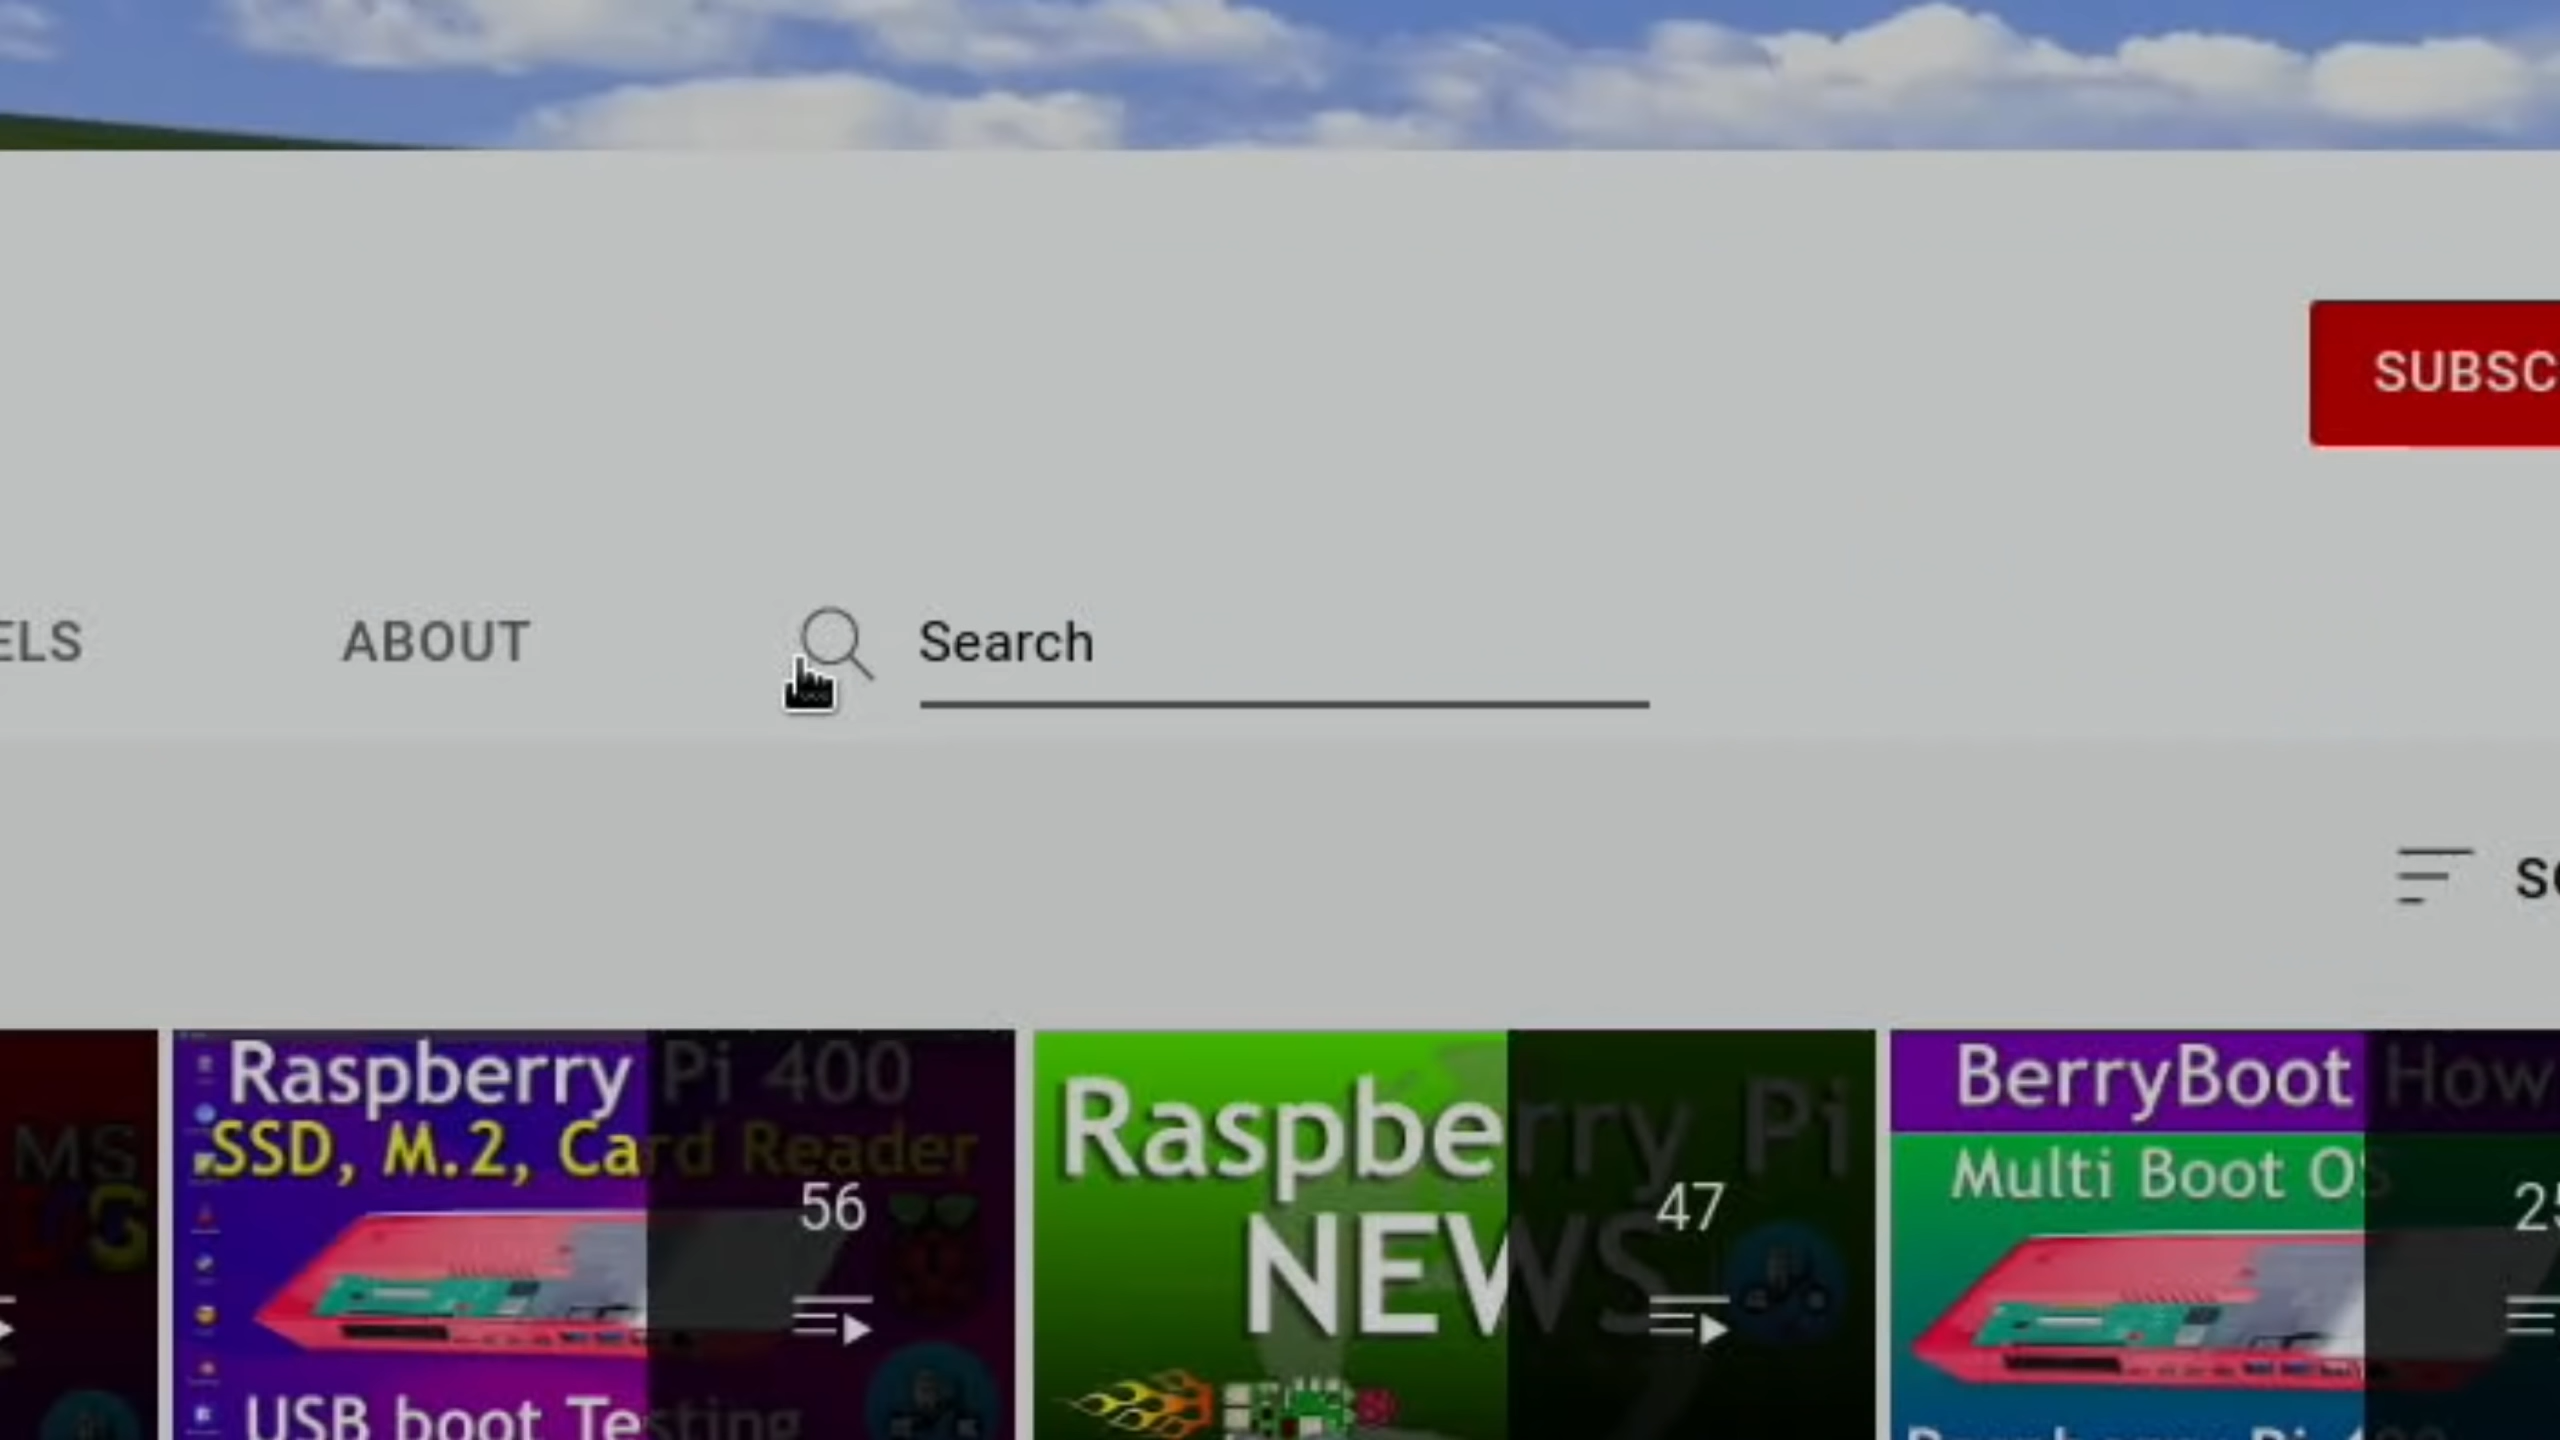 SUBSC
ELS
ABOUT
Search
MS
Raspberry Pi 400
SSD, M.2, Card Reader
56
USB boot Testing
Raspberry Pi
NEWS
47
BerryBoot How
Multi Boot OS
25